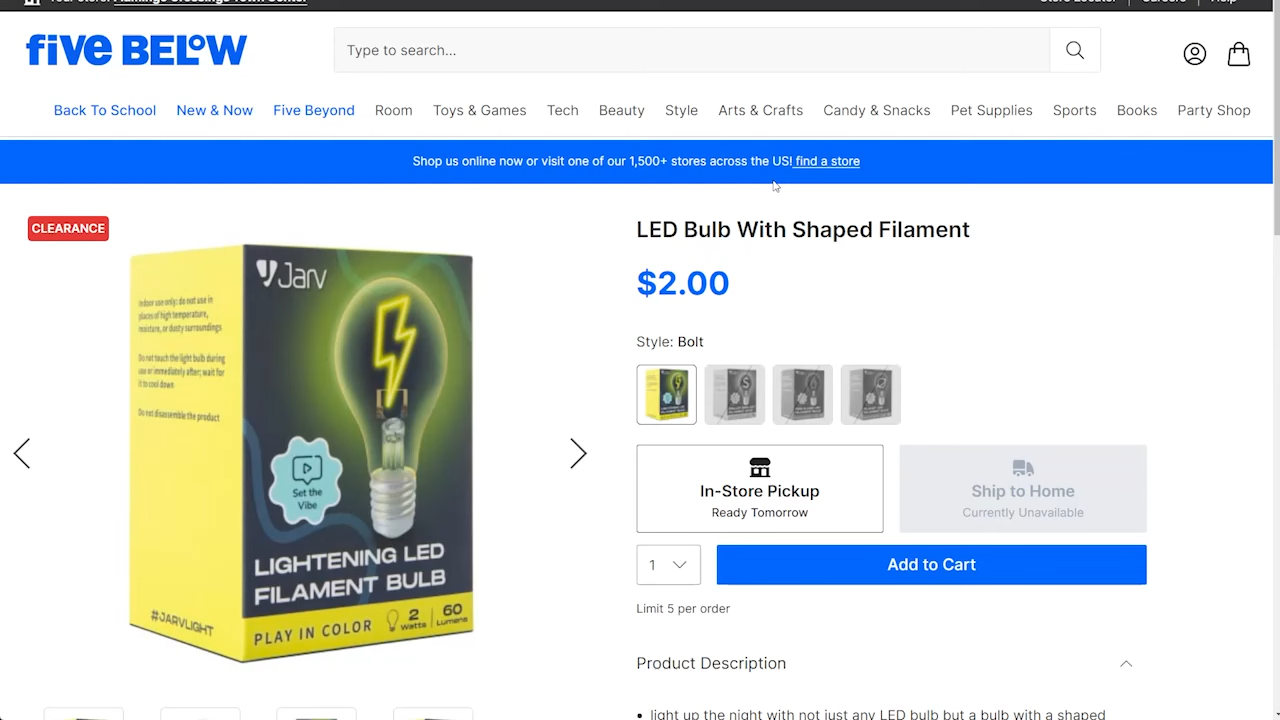 five BELOW
Type to search...
Back To School
New & Now
Five Beyond
Room
Toys & Games
Tech
Beauty
Style
Arts & Crafts
Candy & Snacks
Pet Supplies
Sports
Books
Party Shop
Shop us online now or visit one of our 1,500+ stores across the US! find a store
CLEARANCE
Jarv
Indoor use only: do not use in
places of high temperature,
moisture, or dusty surroundings
Do not touch the light bulb during
use or immediately after; wait for
it to cool down
Do not disassemble the product
Set the
Vibe
LIGHTENING LED
FILAMENT BULB
#JARVLIGHT
PLAY IN COLOR
2
Watts
60
Lumens
LED Bulb With Shaped Filament
$2.00
Style: Bolt
In-Store Pickup
Ready Tomorrow
Ship to Home
Currently Unavailable
1
Add to Cart
Limit 5 per order
Product Description
• light up the night with not just any LED bulb but a bulb with a shaped